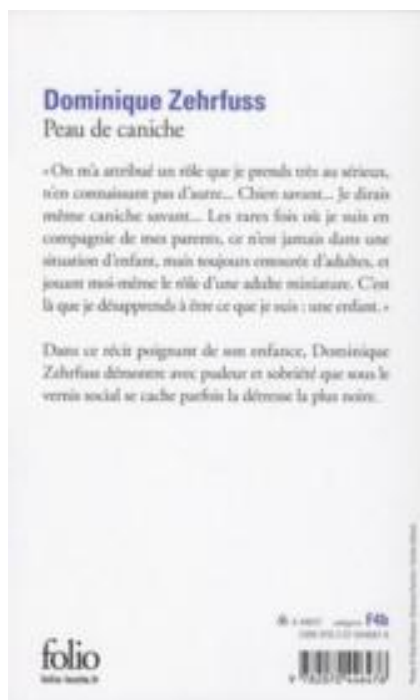 Dominique Zehrfuss
Peau de caniche
« On m'a attribué un rôle que je prends très au sérieux,
n'en connaissant pas d'autre... Chien savant... Je dirais
même caniche savant... Les rares fois où je suis en
compagnie de mes parents, ce n'est jamais dans une
situation d'enfant, mais toujours entourée d'adultes, et
jouant moi-même le rôle d'une adulte miniature. C'est
là que je désapprends à être ce que je suis : une enfant. »
Dans ce récit poignant de son enfance, Dominique
Zehrfuss démontre avec pudeur et sobriété que sous le
vernis social se cache parfois la détresse la plus noire.
catégorie F4b
folio
folio-lesite.fr